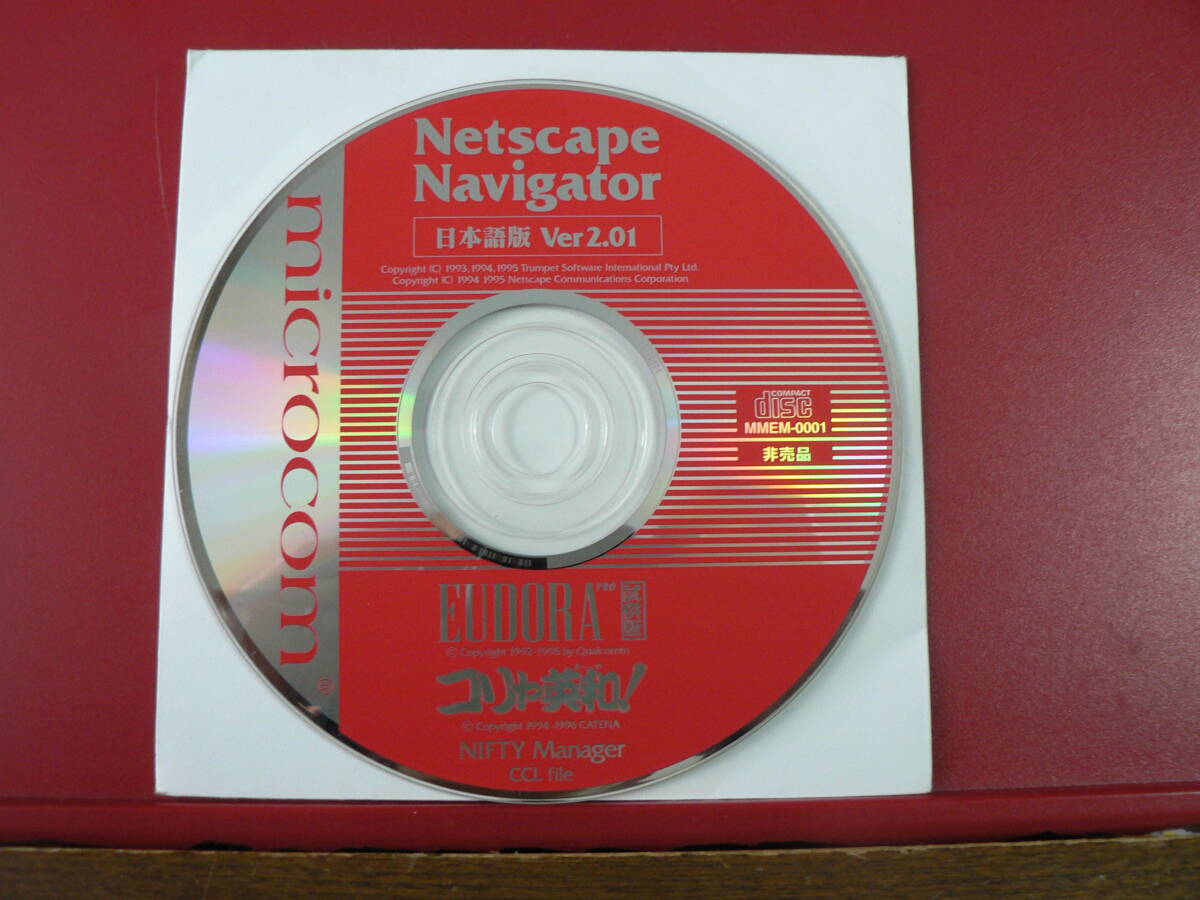 Netscape
Navigator
日本語版 Ver2.01
Copyright (C) 1993, 1994, 1995 Trumpet Software International Pty Ltd.
Copyright (C) 1994 1995 Netscape Communications Corporation
microcom®
COMPACT
disc
MMEM-0001
非売品
EUDORA PRO
© Copyright 1992-1995 by Qualcomm
コリャ英和!
© Copyright 1994-1996 CATENA
NIFTY Manager
CCL file